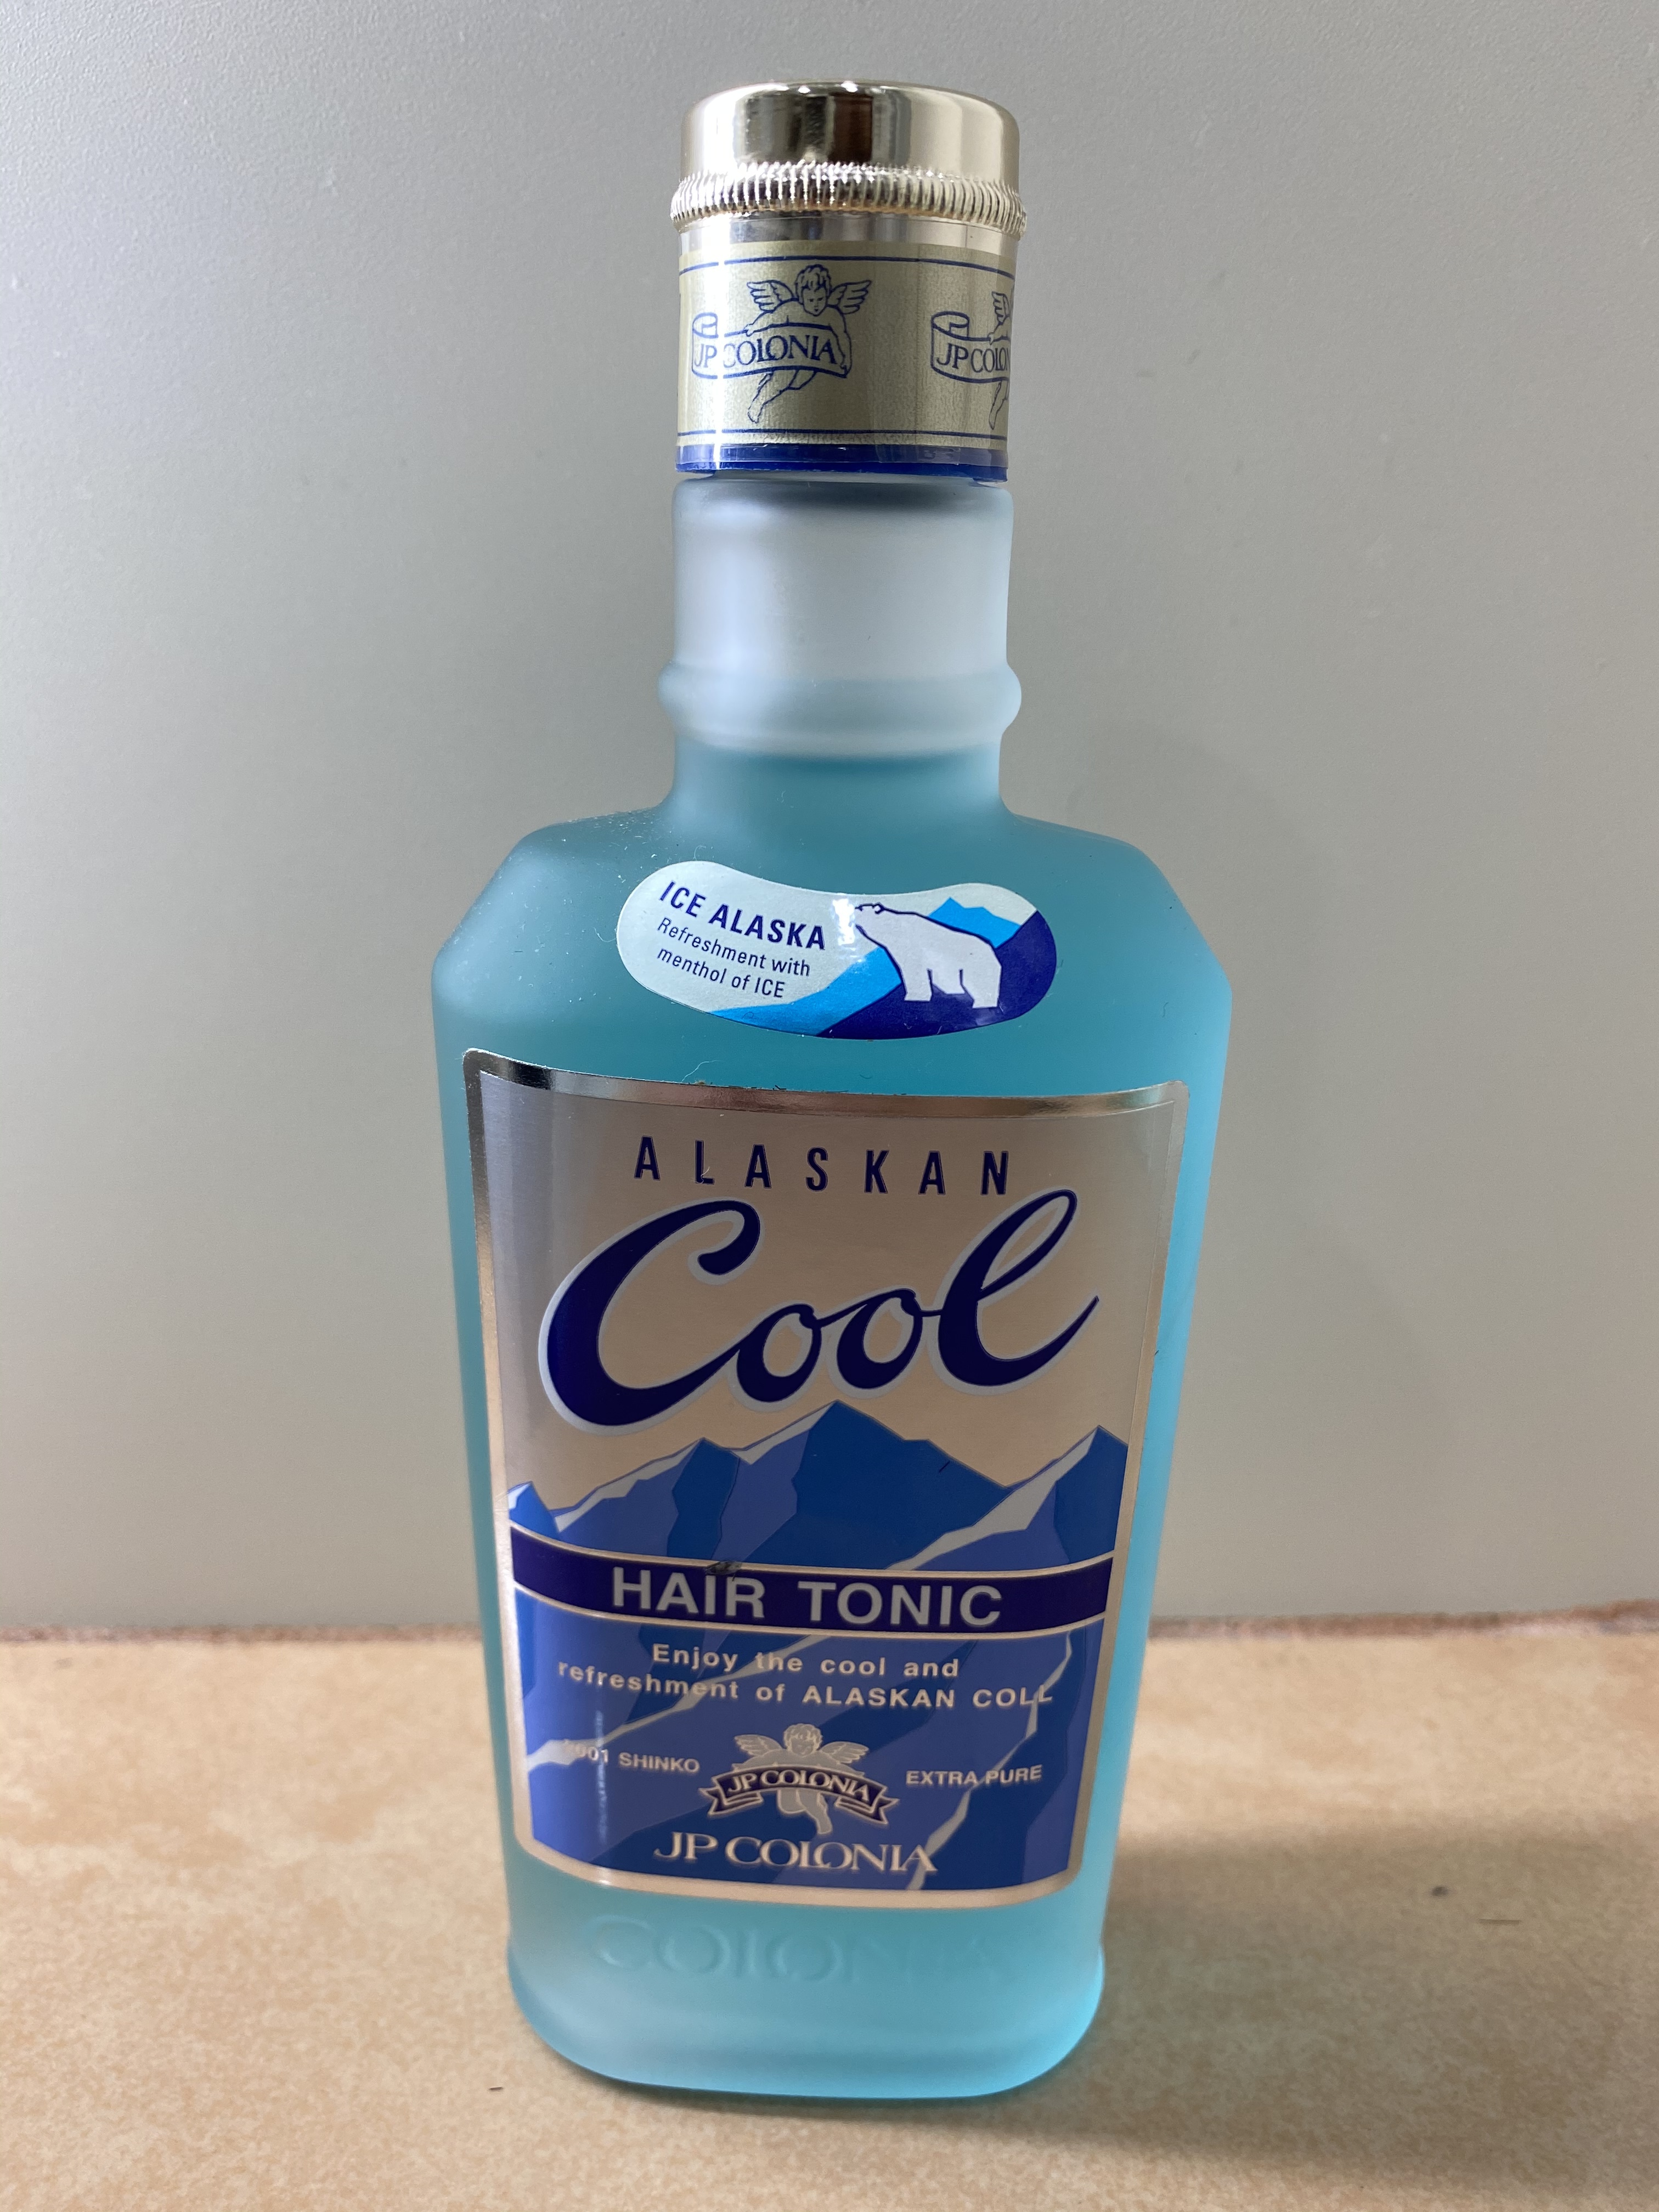 JP COLONIA
JP COLON
ICE ALASKA
Refreshment with
menthol of ICE
ALASKAN
Cool
HAIR TONIC
Enjoy the cool and
refreshment of ALASKAN COLL
SHINKO
JP COLONIA
EXTRA PURE
JP COLONIA
COLONIA